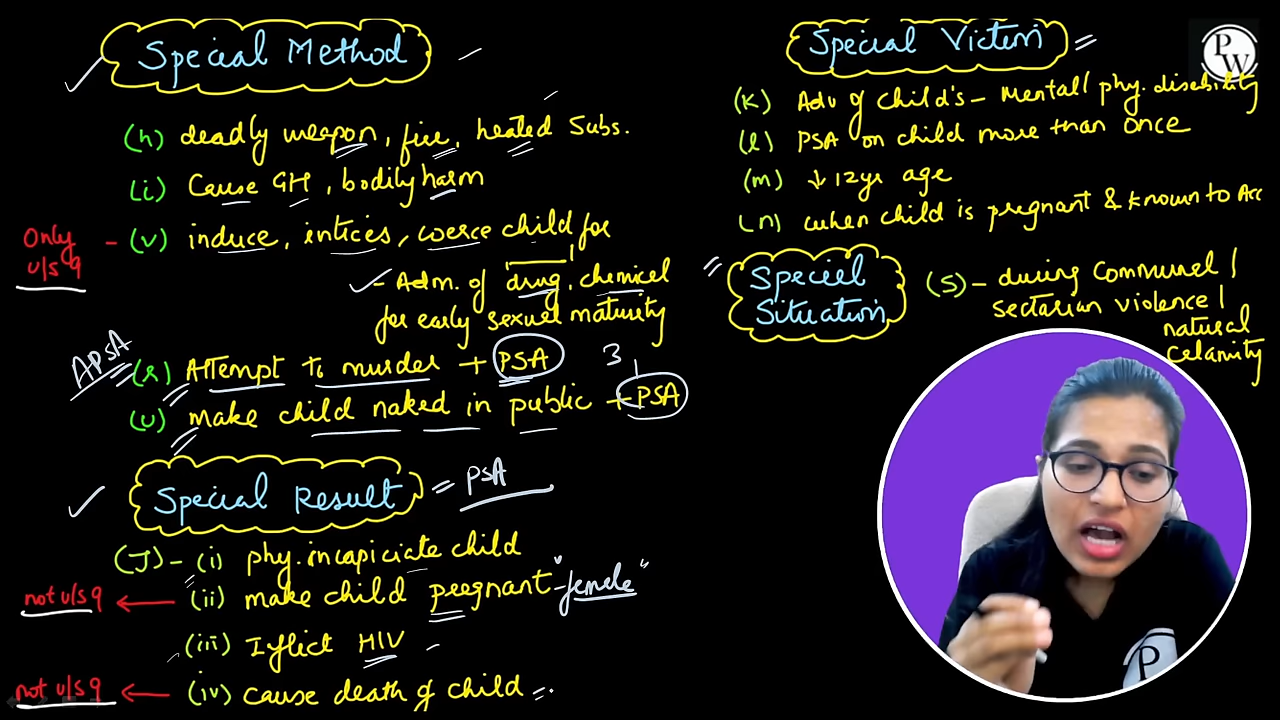 Special Method
(h) deadly weapon, fire, heated Subs.
(i) Cause GH, bodily harm
Only u/s 9 - (v) induce, intices, coerce child for
- Adm. of drug, chemical
for early sexual maturity
APSA (r) Attempt to murder + PSA 3
(u) make child naked in public + PSA
Special Result = PSA
(J) - (i) phy. incapiciate child
not u/s 9 ← (ii) make child pregnant - "female"
(iii) Inflict HIV
not u/s 9 ← (iv) cause death of child
Special Victim
PW
(K) Adv of child's - Mental/ phy. disability
(l) PSA on child more than once
(m) ↓ 12yr age
(n) when child is pregnant & known to Acc
Special Situation
(S) - during Communal /
sectarian violence /
natural
calamity
P